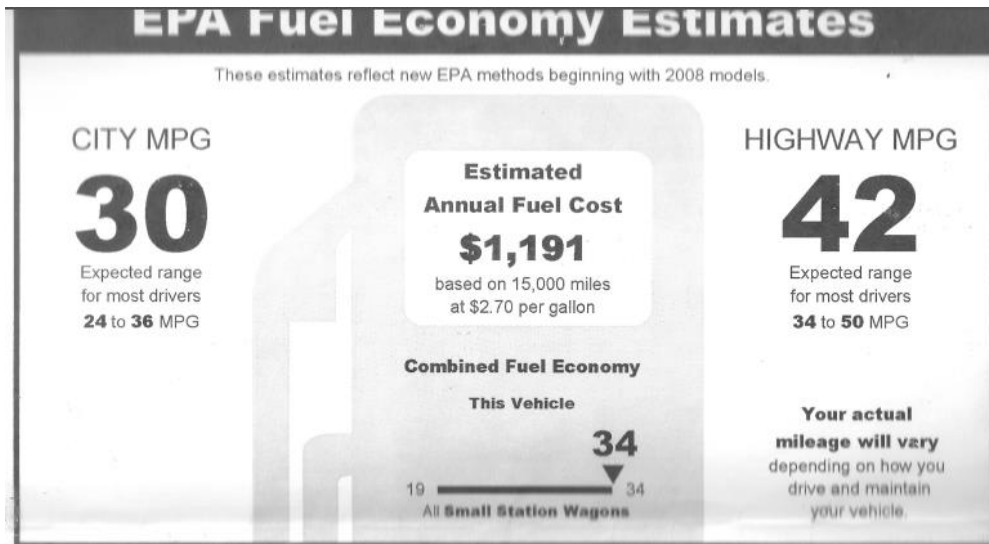 EPA Fuel Economy Estimates
These estimates reflect new EPA methods beginning with 2008 models.
CITY MPG
30
Expected range
for most drivers
24 to 36 MPG
Estimated
Annual Fuel Cost
$1,191
based on 15,000 miles
at $2.70 per gallon
Combined Fuel Economy
This Vehicle
34
19 34
All Small Station Wagons
HIGHWAY MPG
42
Expected range
for most drivers
34 to 50 MPG
Your actual
mileage will vary
depending on how you
drive and maintain
your vehicle.